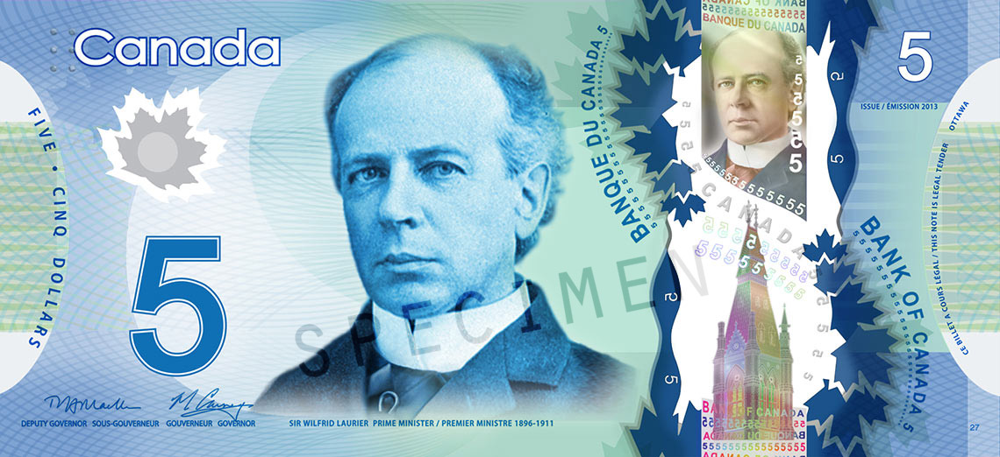 Canada
FIVE • CINQ DOLLARS
5
DEPUTY GOVERNOR SOUS-GOUVERNEUR GOUVERNEUR GOVERNOR
SIR WILFRID LAURIER PRIME MINISTER / PREMIER MINISTRE 1896-1911
SPECIMEN
BANQUE DU CANADA 5
BANQUE DU CANADA
5
CANADA
BANK OF CANADA
5
ISSUE / ÉMISSION 2013
BANK OF CANADA 5
CE BILLET A COURS LEGAL / THIS NOTE IS LEGAL TENDER OTTAWA
27